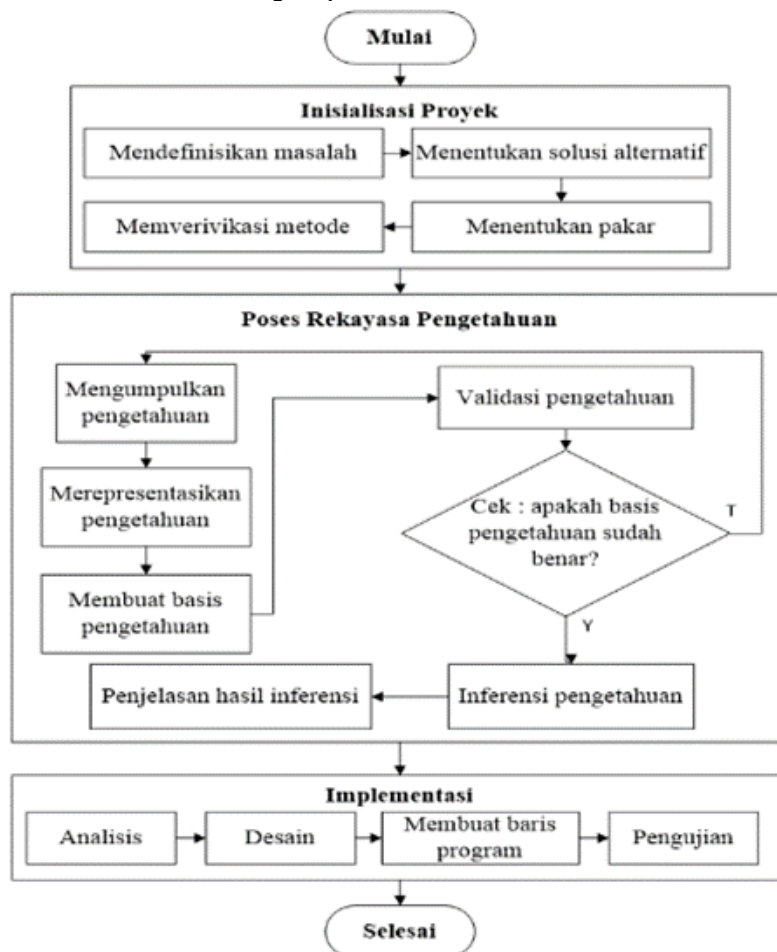 Mulai
Inisialisasi Proyek
Mendefinisikan masalah
Menentukan solusi alternatif
Memverivikasi metode
Menentukan pakar
Poses Rekayasa Pengetahuan
Mengumpulkan
pengetahuan
Merepresentasikan
pengetahuan
Membuat basis
pengetahuan
Validasi pengetahuan
Cek : apakah basis
pengetahuan sudah
benar?
T
Y
Inferensi pengetahuan
Penjelasan hasil inferensi
Implementasi
Analisis
Desain
Membuat baris
program
Pengujian
Selesai